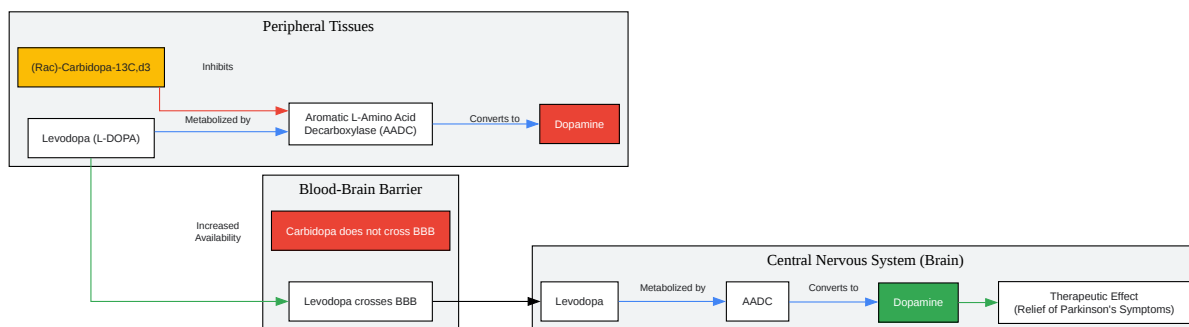 Peripheral Tissues
(Rac)-Carbidopa-13C,d3
Inhibits
Levodopa (L-DOPA)
Metabolized by
Aromatic L-Amino Acid
Decarboxylase (AADC)
Converts to
Dopamine
Blood-Brain Barrier
Carbidopa does not cross BBB
Increased
Availability
Levodopa crosses BBB
Central Nervous System (Brain)
Levodopa
Metabolized by
AADC
Converts to
Dopamine
Therapeutic Effect
(Relief of Parkinson's Symptoms)